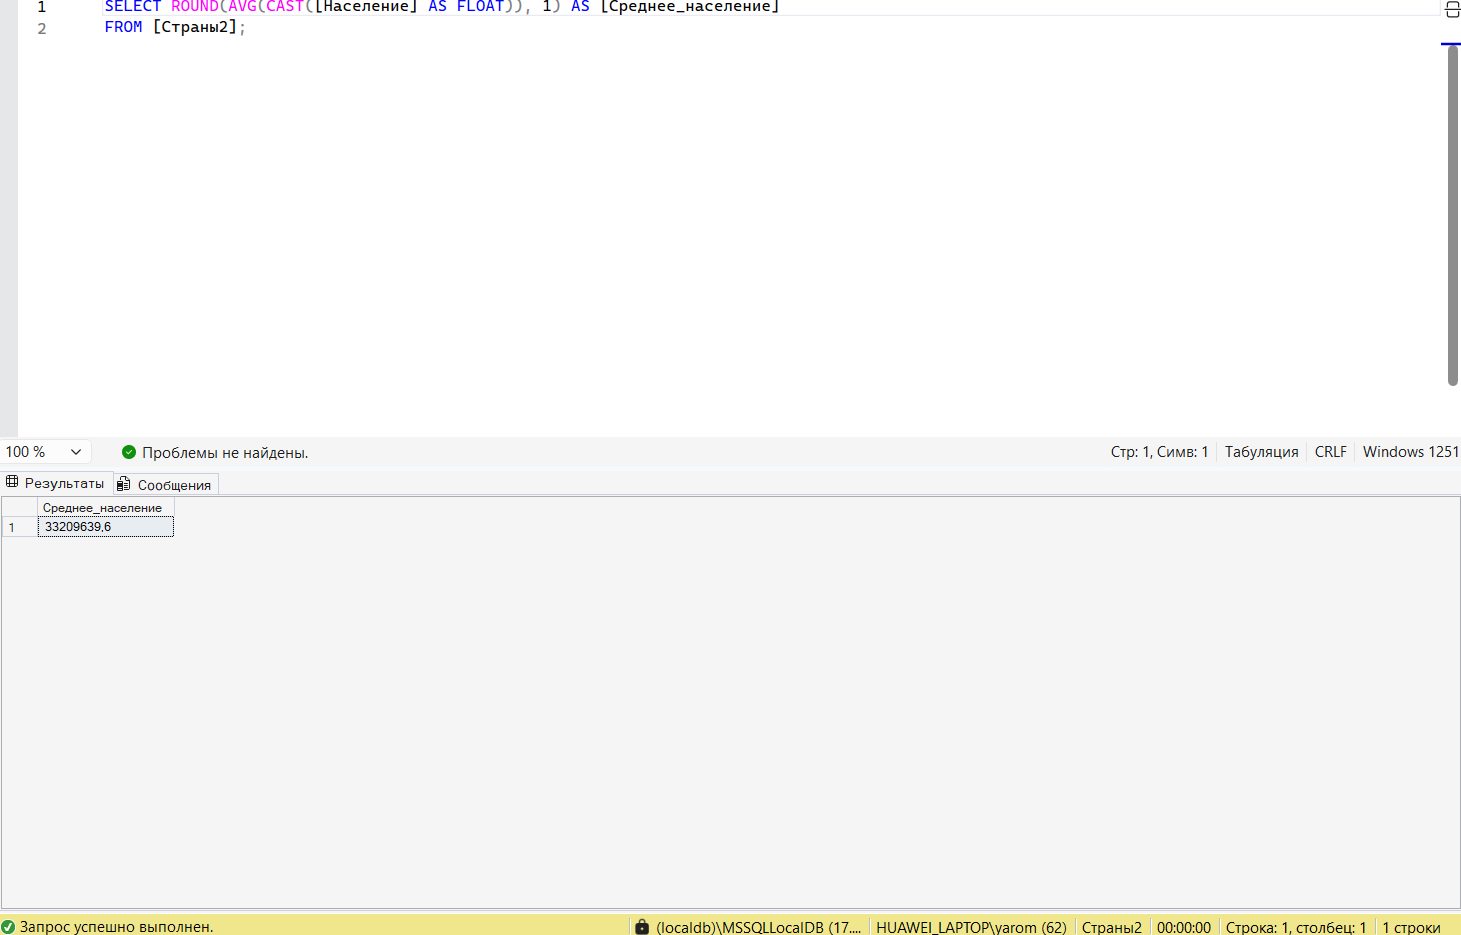 1 SELECT ROUND(AVG(CAST([Население] AS FLOAT)), 1) AS [Среднее_население]
2 FROM [Страны2];
100 % Проблемы не найдены. Стр: 1, Симв: 1 Табуляция CRLF Windows 1251
Результаты Сообщения
Среднее_население
1 33209639,6
Запрос успешно выполнен. (localdb)\MSSQLLocalDB (17.... HUAWEI_LAPTOP\yarom (62) Страны2 00:00:00 Строка: 1, столбец: 1 1 строки